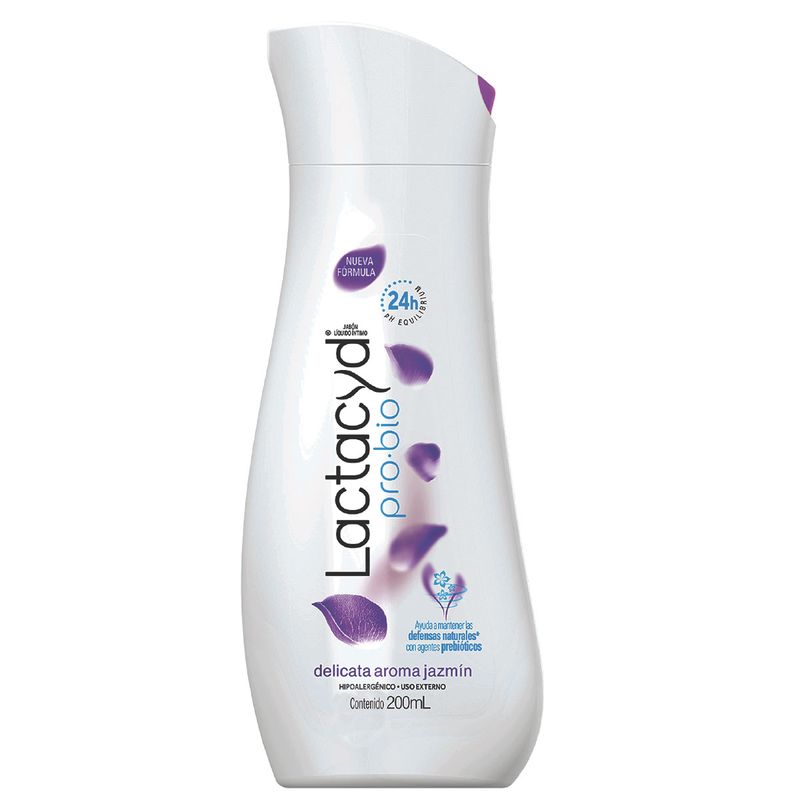 NUEVA
FÓRMULA
24h
PH EQUILIBRIUM
JABÓN
LÍQUIDO ÍNTIMO
Lactacyd®
pro·bio
Ayuda a mantener las
defensas naturales*
con agentes prebióticos
delicata aroma jazmín
HIPOALERGÉNICO • USO EXTERNO
Contenido 200mL